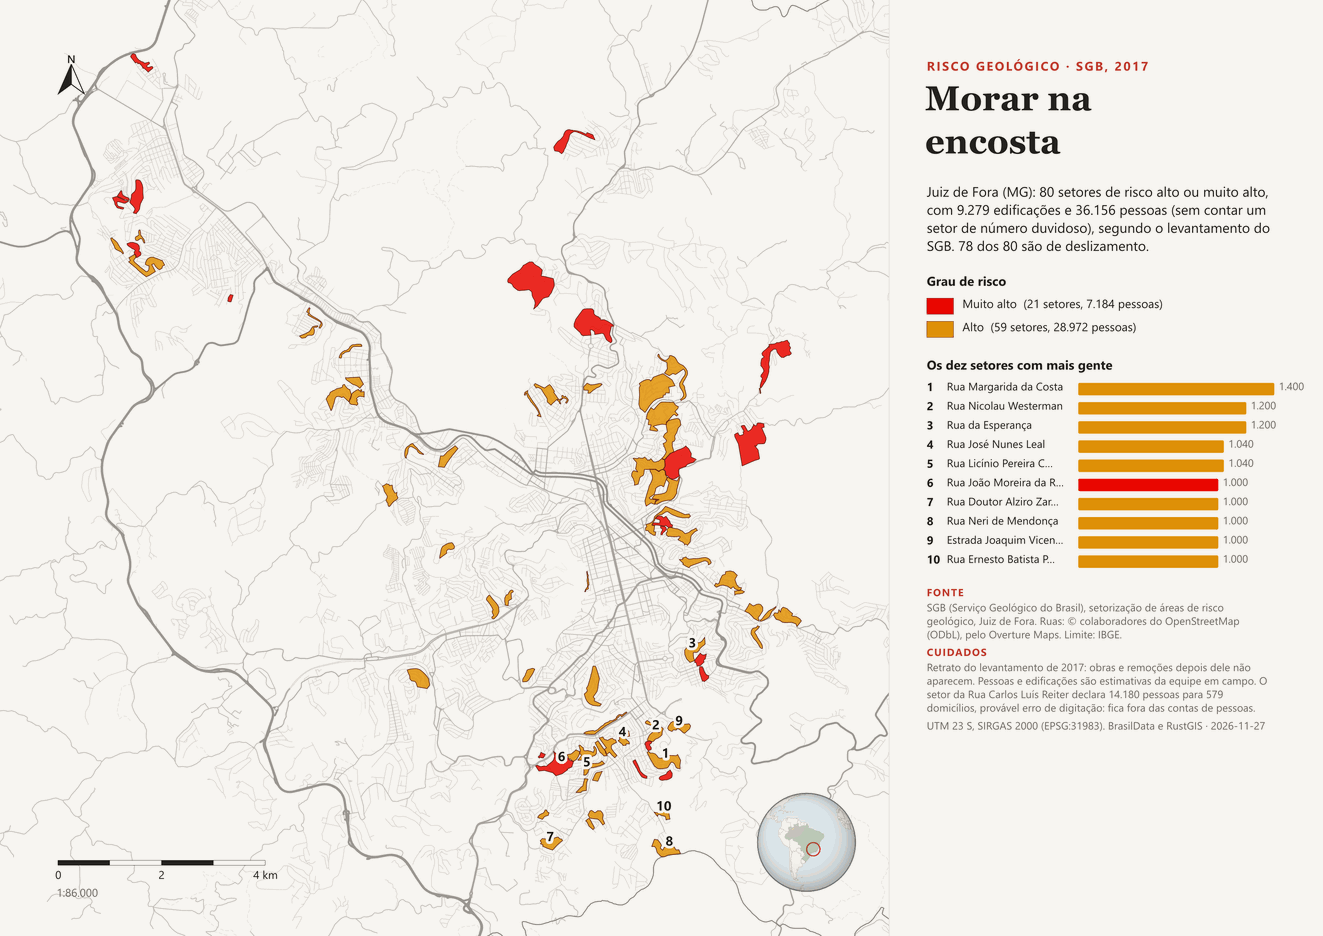 N
RISCO GEOLÓGICO · SGB, 2017
Morar na
encosta
Juiz de Fora (MG): 80 setores de risco alto ou muito alto,
com 9.279 edificações e 36.156 pessoas (sem contar um
setor de número duvidoso), segundo o levantamento do
SGB. 78 dos 80 são de deslizamento.
Grau de risco
Muito alto (21 setores, 7.184 pessoas)
Alto (59 setores, 28.972 pessoas)
Os dez setores com mais gente
1 Rua Margarida da Costa 1.400
2 Rua Nicolau Westerman 1.200
3 Rua da Esperança 1.200
4 Rua José Nunes Leal 1.040
5 Rua Licínio Pereira C... 1.040
6 Rua João Moreira da R... 1.000
7 Rua Doutor Alziro Zar... 1.000
8 Rua Neri de Mendonça 1.000
9 Estrada Joaquim Vicen... 1.000
10 Rua Ernesto Batista P... 1.000
FONTE
SGB (Serviço Geológico do Brasil), setorização de áreas de risco
geológico, Juiz de Fora. Ruas: © colaboradores do OpenStreetMap
(ODbL), pelo Overture Maps. Limite: IBGE.
CUIDADOS
Retrato do levantamento de 2017: obras e remoções depois dele não
aparecem. Pessoas e edificações são estimativas da equipe em campo. O
setor da Rua Carlos Luís Reiter declara 14.180 pessoas para 579
domicílios, provável erro de digitação: fica fora das contas de pessoas.
UTM 23 S, SIRGAS 2000 (EPSG:31983). BrasilData e RustGIS · 2026-11-27
3
2
9
4
1
6
5
10
7
8
0 2 4 km
1:86.000